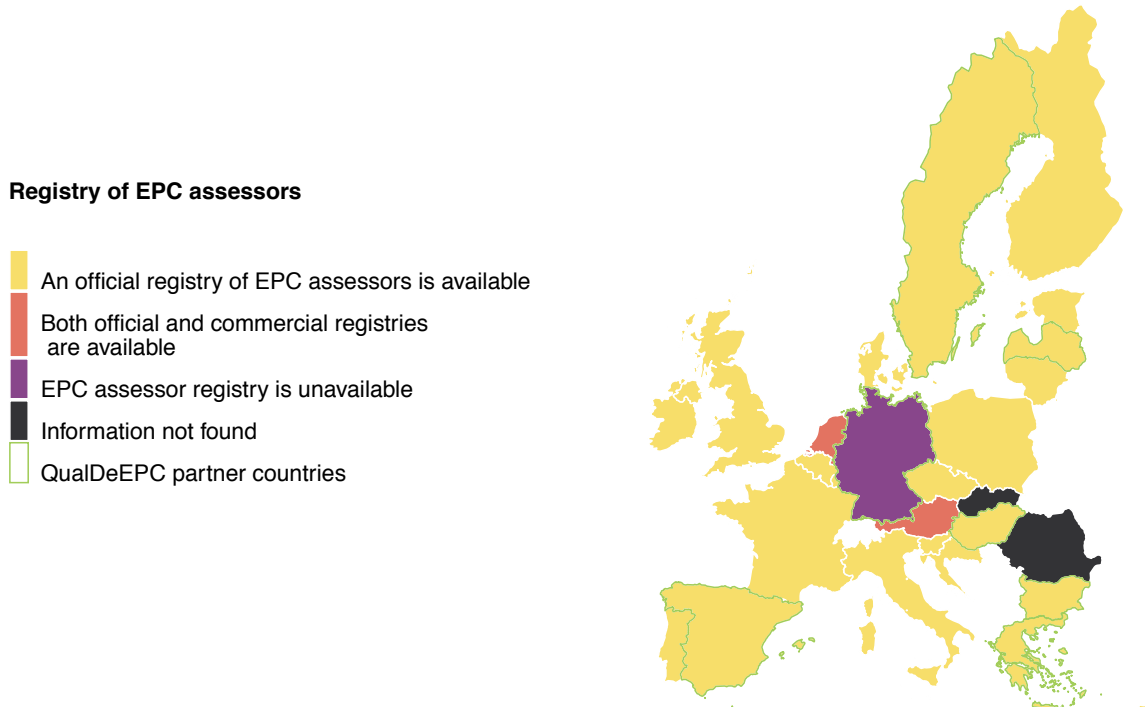 Registry of EPC assessors
An official registry of EPC assessors is available
Both official and commercial registries
are available
EPC assessor registry is unavailable
Information not found
QualDeEPC partner countries